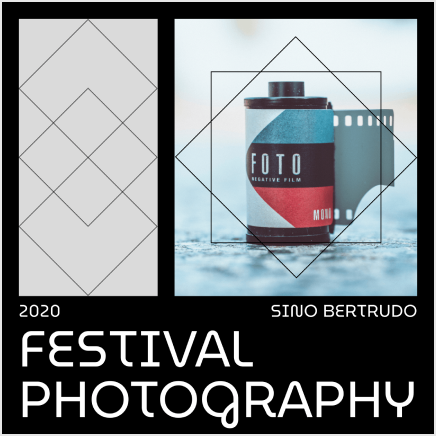 FOTO
NEGATIVE FILM
2020
SINO BERTRUDO
FESTIVAL
PHOTOGRAPHY